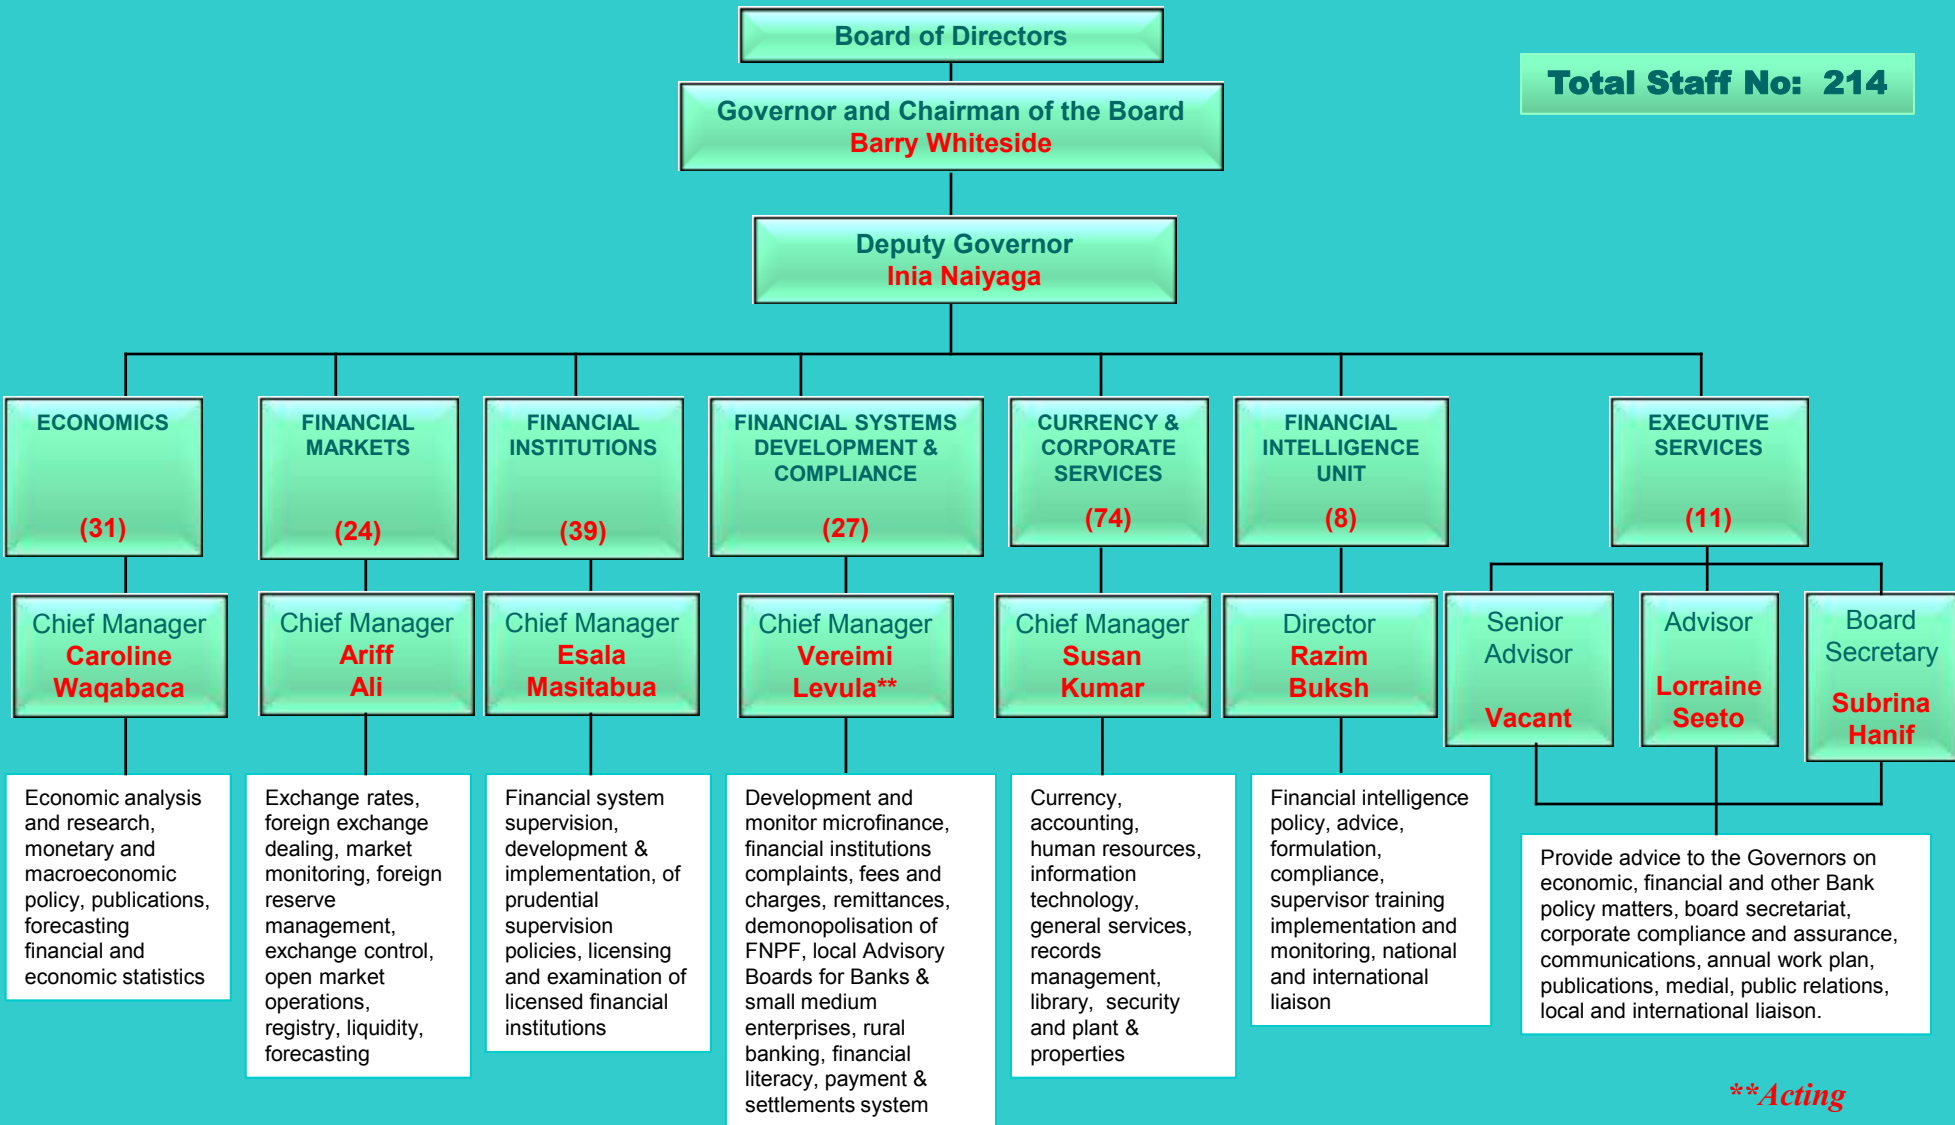 Board of Directors
Total Staff No: 214
Governor and Chairman of the Board
Barry Whiteside
Deputy Governor
Inia Naiyaga
ECONOMICS
(31)
FINANCIAL
MARKETS
(24)
FINANCIAL
INSTITUTIONS
(39)
FINANCIAL SYSTEMS
DEVELOPMENT &
COMPLIANCE
(27)
CURRENCY &
CORPORATE
SERVICES
(74)
FINANCIAL
INTELLIGENCE
UNIT
(8)
EXECUTIVE
SERVICES
(11)
Chief Manager
Caroline
Waqabaca
Chief Manager
Ariff
Ali
Chief Manager
Esala
Masitabua
Chief Manager
Vereimi
Levula**
Chief Manager
Susan
Kumar
Director
Razim
Buksh
Senior
Advisor
Vacant
Advisor
Lorraine
Seeto
Board
Secretary
Subrina
Hanif
Economic analysis
and research,
monetary and
macroeconomic
policy, publications,
forecasting
financial and
economic statistics
Exchange rates,
foreign exchange
dealing, market
monitoring, foreign
reserve
management,
exchange control,
open market
operations,
registry, liquidity,
forecasting
Financial system
supervision,
development &
implementation, of
prudential
supervision
policies, licensing
and examination of
licensed financial
institutions
Development and
monitor microfinance,
financial institutions
complaints, fees and
charges, remittances,
demonopolisation of
FNPF, local Advisory
Boards for Banks &
small medium
enterprises, rural
banking, financial
literacy, payment &
settlements system
Currency,
accounting,
human resources,
information
technology,
general services,
records
management,
library, security
and plant &
properties
Financial intelligence
policy, advice,
formulation,
compliance,
supervisor training
implementation and
monitoring, national
and international
liaison
Provide advice to the Governors on
economic, financial and other Bank
policy matters, board secretariat,
corporate compliance and assurance,
communications, annual work plan,
publications, medial, public relations,
local and international liaison.
**Acting